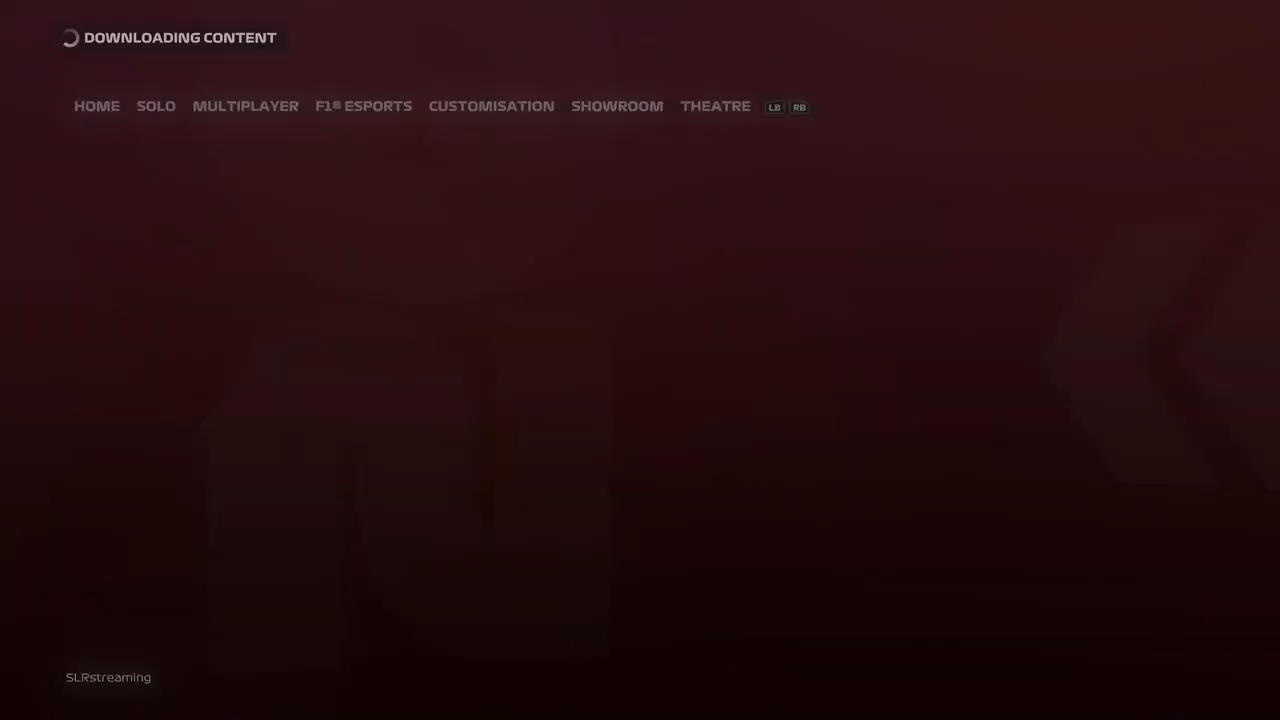 DOWNLOADING CONTENT
HOME SOLO MULTIPLAYER F1® ESPORTS CUSTOMISATION SHOWROOM THEATRE LB RB
SLRstreaming